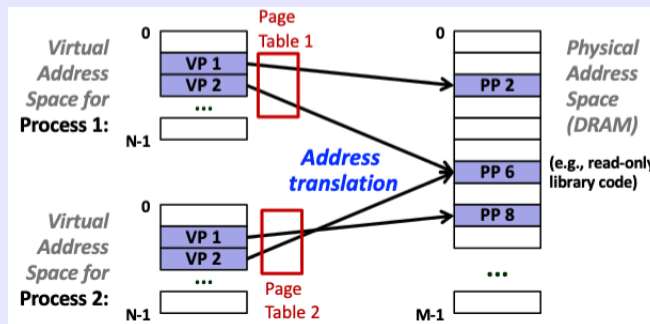 Virtual
Address
Space for
Process 1:
0
VP 1
VP 2
...
N-1
Page
Table 1
Address
translation
0
PP 2
PP 6
PP 8
...
M-1
Physical
Address
Space
(DRAM)
(e.g., read-only
library code)
Virtual
Address
Space for
Process 2:
0
VP 1
VP 2
...
N-1
Page
Table 2